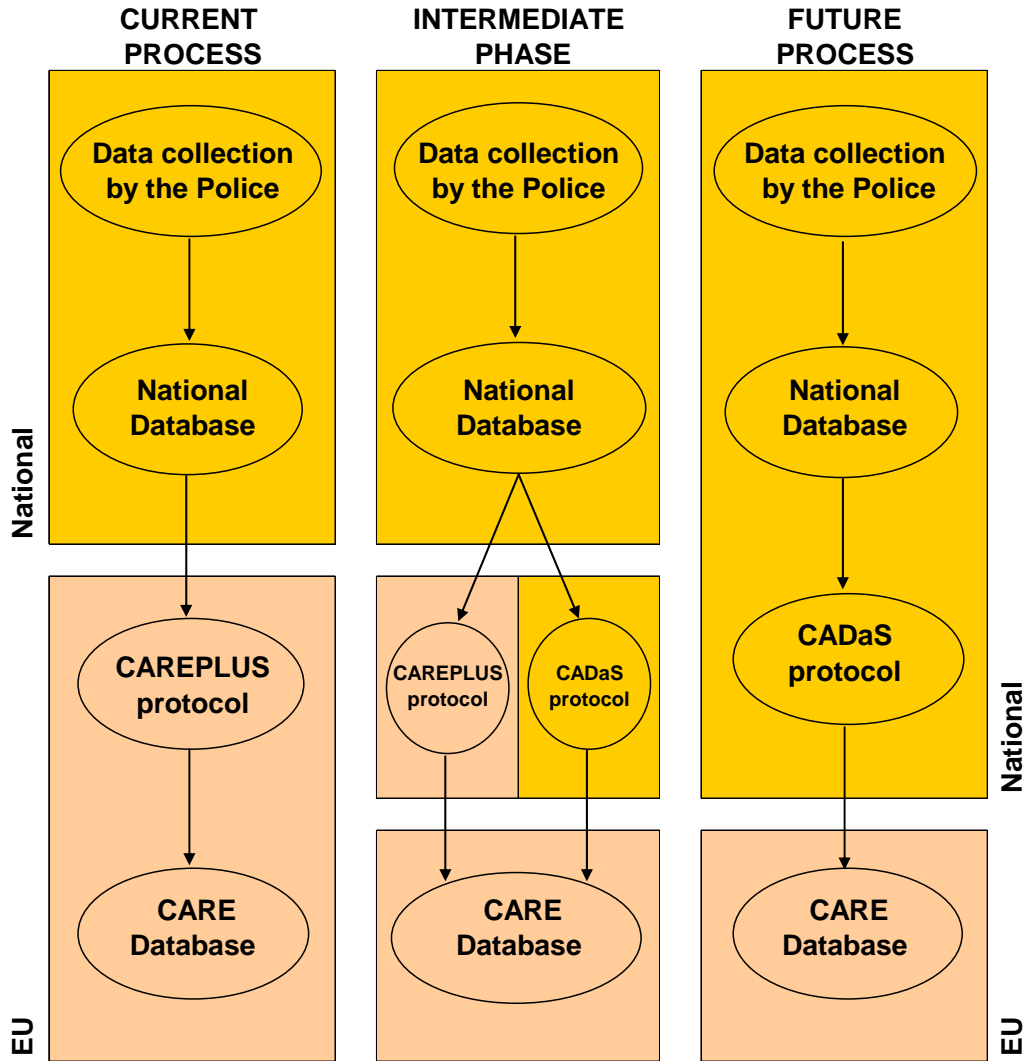 CURRENT
PROCESS
INTERMEDIATE
PHASE
FUTURE
PROCESS
Data collection
by the Police
Data collection
by the Police
Data collection
by the Police
National
Database
National
Database
National
Database
National
CAREPLUS
protocol
CAREPLUS
protocol
CADaS
protocol
CADaS
protocol
National
CARE
Database
CARE
Database
CARE
Database
EU
EU